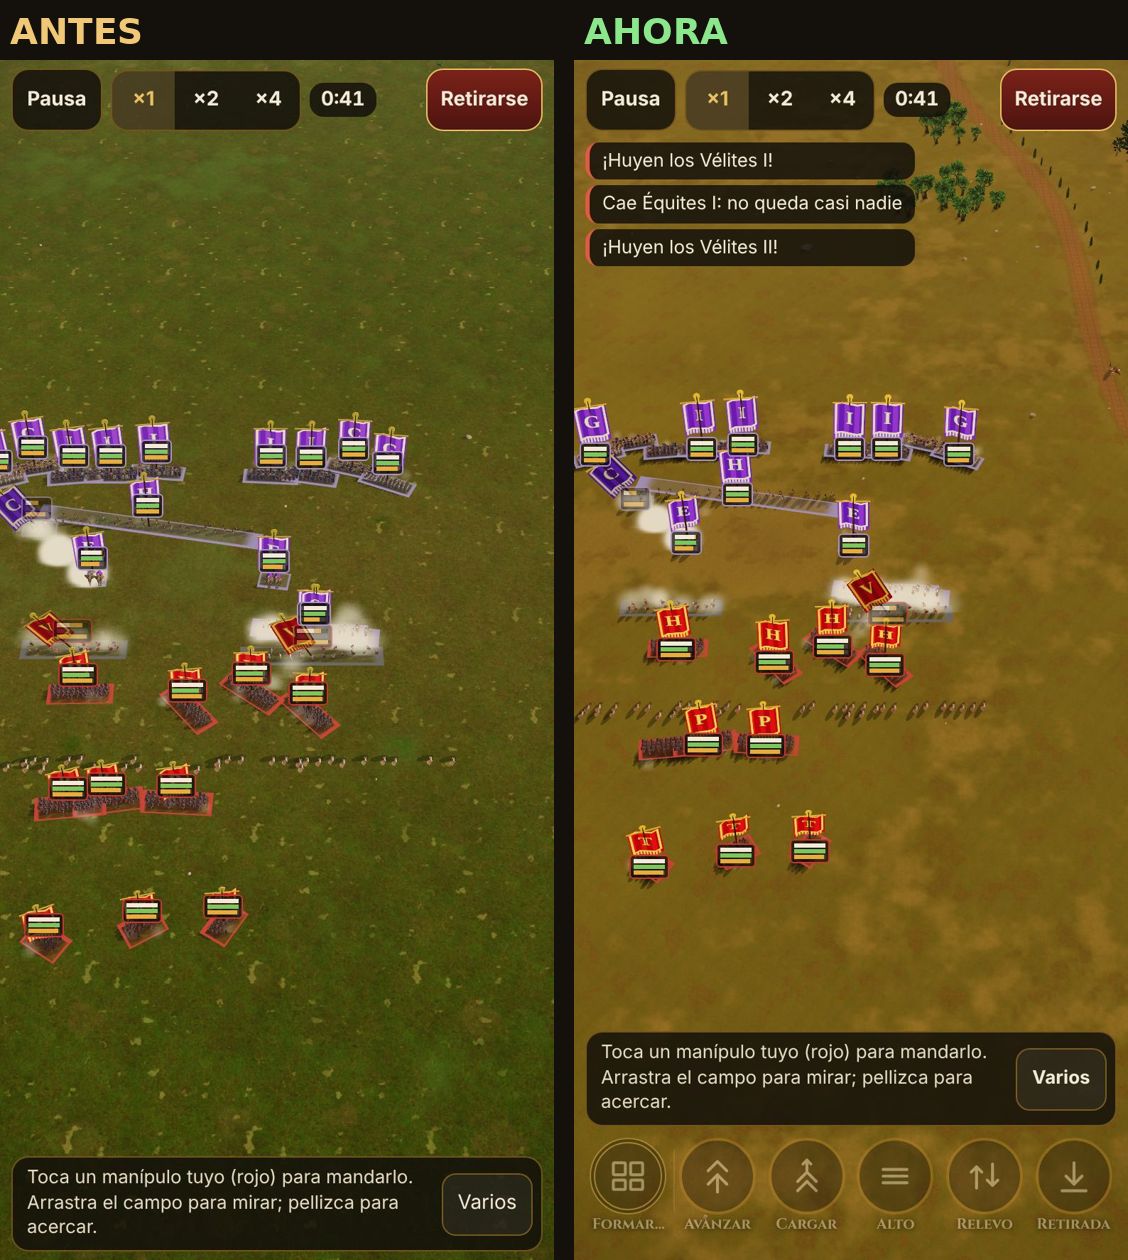 ANTES
Pausa ×1 ×2 ×4 0:41 Retirarse
C I I I I I C C
C H
E E
C
V V
Toca un manípulo tuyo (rojo) para mandarlo.
Arrastra el campo para mirar; pellizca para
acercar.
Varios
AHORA
Pausa ×1 ×2 ×4 0:41 Retirarse
¡Huyen los Vélites I!
Cae Équites I: no queda casi nadie
¡Huyen los Vélites II!
G I I I I G
C H
E E
V
H H H H
P P
T T T
Toca un manípulo tuyo (rojo) para mandarlo.
Arrastra el campo para mirar; pellizca para
acercar.
Varios
FORMAR... AVANZAR CARGAR ALTO RELEVO RETIRADA